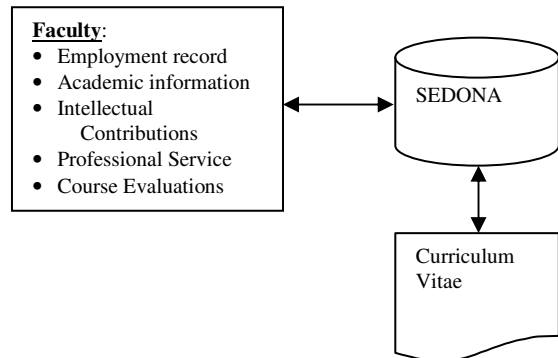 Faculty:
• Employment record
• Academic information
• Intellectual
Contributions
• Professional Service
• Course Evaluations
SEDONA
Curriculum
Vitae